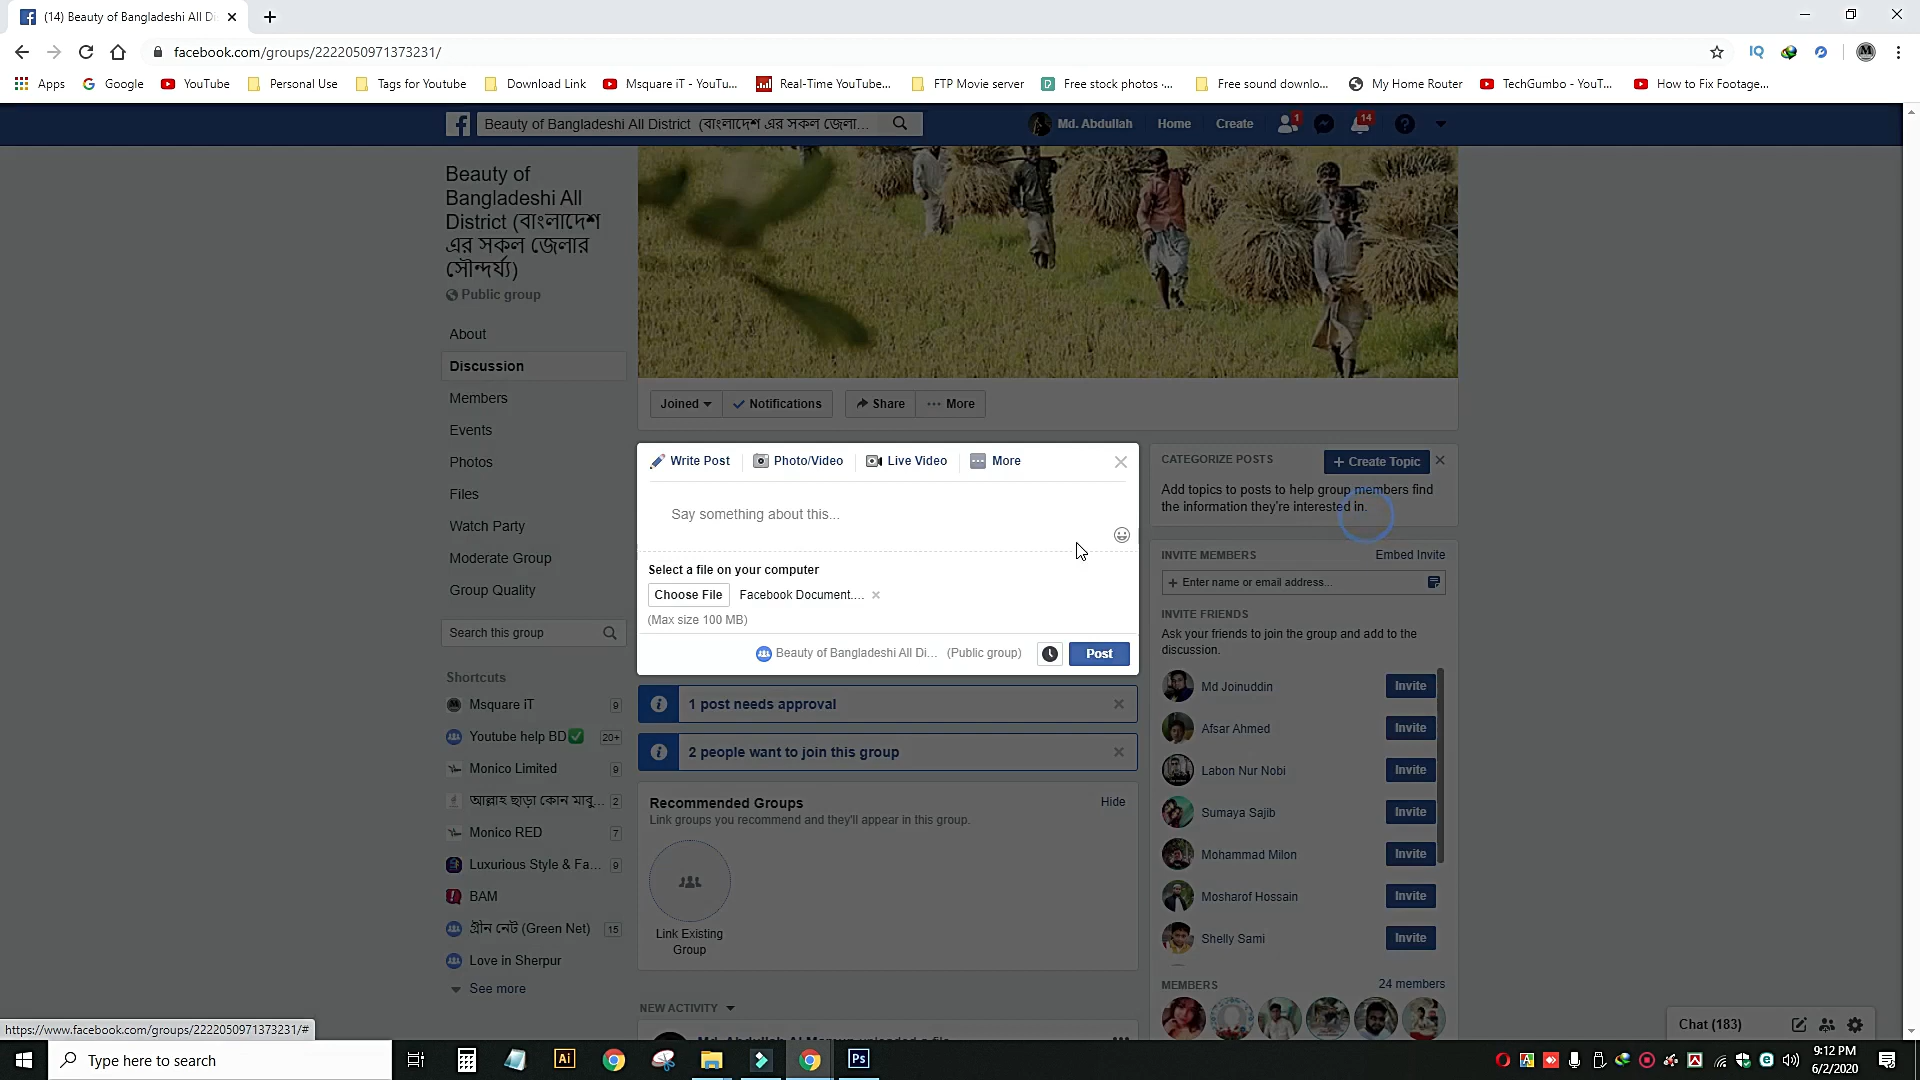 (14) Beauty of Bangladeshi All Di
facebook.com/groups/2222050971373231/
Apps
Google
YouTube
Personal Use
Tags for Youtube
Download Link
Msquare iT - YouTu...
Real-Time YouTube...
FTP Movie server
Free stock photos ·...
Free sound downlo...
My Home Router
TechGumbo - YouT...
How to Fix Footage...
Beauty of Bangladeshi All District (বাংলাদেশ এর সকল জেলা...
Md. Abdullah
Home
Create
1
14
Beauty of
Bangladeshi All
District (বাংলাদেশ
এর সকল জেলার
সৌন্দর্য্য)
Public group
About
Discussion
Members
Events
Photos
Files
Watch Party
Moderate Group
Group Quality
Search this group
Shortcuts
Msquare iT 9
Youtube help BD 20+
Monico Limited 9
আল্লাহ ছাড়া কোন মাবু... 2
Monico RED 7
Luxurious Style & Fa... 9
BAM
গ্রীন নেট (Green Net) 15
Love in Sherpur
See more
Joined
Notifications
Share
More
Write Post
Photo/Video
Live Video
More
Say something about this...
Select a file on your computer
Choose File
Facebook Document....
(Max size 100 MB)
Beauty of Bangladeshi All Di... (Public group)
Post
1 post needs approval
2 people want to join this group
Recommended Groups
Hide
Link groups you recommend and they'll appear in this group.
Link Existing
Group
NEW ACTIVITY
CATEGORIZE POSTS
+ Create Topic
Add topics to posts to help group members find
the information they're interested in.
INVITE MEMBERS
Embed Invite
+ Enter name or email address...
INVITE FRIENDS
Ask your friends to join the group and add to the
discussion.
Md Joinuddin Invite
Afsar Ahmed Invite
Labon Nur Nobi Invite
Sumaya Sajib Invite
Mohammad Milon Invite
Mosharof Hossain Invite
Shelly Sami Invite
MEMBERS
24 members
Chat (183)
https://www.facebook.com/groups/2222050971373231/#
Type here to search
Ai
Ps
9:12 PM
6/2/2020